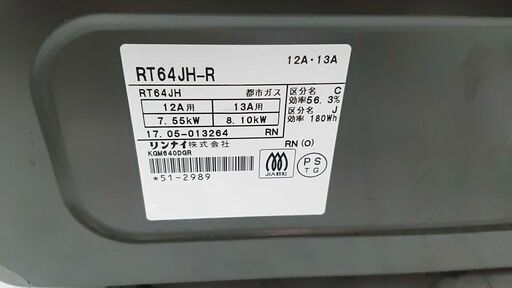 12A・13A
RT64JH-R
RT64JH 都市ガス
12A用 13A用
7.55kW 8.10kW
区分名 C
効率56.3%
区分名 J
効率 180Wh
17.05-013264 RN
リンナイ株式会社
KGM640DGR
RN(O)
*51-2989
JIA認証
PS
TG